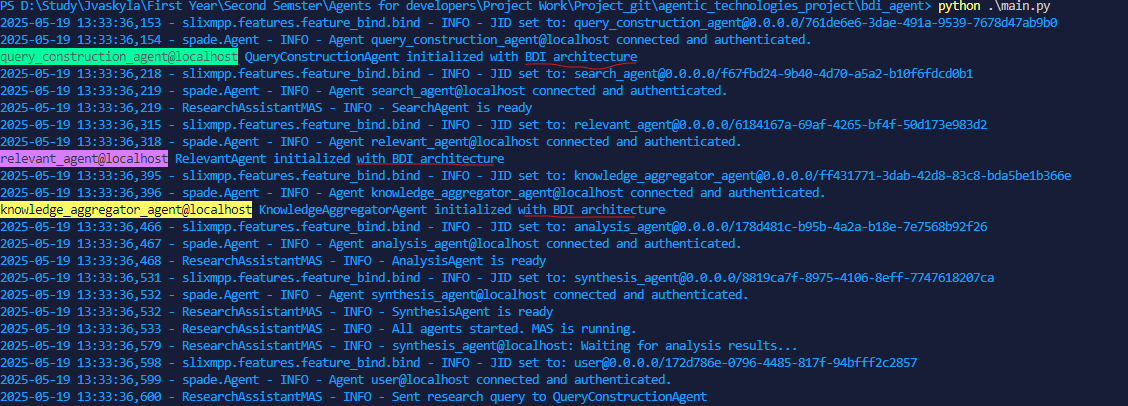 PS D:\Study\Jvaskyla\First Year\Second Semster\Agents for developers\Project Work\Project_git\agentic_technologies_project\bdi_agent> python .\main.py
2025-05-19 13:33:36,153 - slixmpp.features.feature_bind.bind - INFO - JID set to: query_construction_agent@0.0.0.0/761de6e6-3dae-491a-9539-7678d47ab9b0
2025-05-19 13:33:36,154 - spade.Agent - INFO - Agent query_construction_agent@localhost connected and authenticated.
query_construction_agent@localhost QueryConstructionAgent initialized with BDI architecture
2025-05-19 13:33:36,218 - slixmpp.features.feature_bind.bind - INFO - JID set to: search_agent@0.0.0.0/f67fbd24-9b40-4d70-a5a2-b10f6fdcd0b1
2025-05-19 13:33:36,219 - spade.Agent - INFO - Agent search_agent@localhost connected and authenticated.
2025-05-19 13:33:36,219 - ResearchAssistantMAS - INFO - SearchAgent is ready
2025-05-19 13:33:36,315 - slixmpp.features.feature_bind.bind - INFO - JID set to: relevant_agent@0.0.0.0/6184167a-69af-4265-bf4f-50d173e983d2
2025-05-19 13:33:36,318 - spade.Agent - INFO - Agent relevant_agent@localhost connected and authenticated.
relevant_agent@localhost RelevantAgent initialized with BDI architecture
2025-05-19 13:33:36,395 - slixmpp.features.feature_bind.bind - INFO - JID set to: knowledge_aggregator_agent@0.0.0.0/ff431771-3dab-42d8-83c8-bda5be1b366e
2025-05-19 13:33:36,396 - spade.Agent - INFO - Agent knowledge_aggregator_agent@localhost connected and authenticated.
knowledge_aggregator_agent@localhost KnowledgeAggregatorAgent initialized with BDI architecture
2025-05-19 13:33:36,466 - slixmpp.features.feature_bind.bind - INFO - JID set to: analysis_agent@0.0.0.0/178d481c-b95b-4a2a-b18e-7e7568b92f26
2025-05-19 13:33:36,467 - spade.Agent - INFO - Agent analysis_agent@localhost connected and authenticated.
2025-05-19 13:33:36,468 - ResearchAssistantMAS - INFO - AnalysisAgent is ready
2025-05-19 13:33:36,531 - slixmpp.features.feature_bind.bind - INFO - JID set to: synthesis_agent@0.0.0.0/8819ca7f-8975-4106-8eff-7747618207ca
2025-05-19 13:33:36,532 - spade.Agent - INFO - Agent synthesis_agent@localhost connected and authenticated.
2025-05-19 13:33:36,532 - ResearchAssistantMAS - INFO - SynthesisAgent is ready
2025-05-19 13:33:36,533 - ResearchAssistantMAS - INFO - All agents started. MAS is running.
2025-05-19 13:33:36,579 - ResearchAssistantMAS - INFO - synthesis_agent@localhost: Waiting for analysis results...
2025-05-19 13:33:36,598 - slixmpp.features.feature_bind.bind - INFO - JID set to: user@0.0.0.0/172d786e-0796-4485-817f-94bfff2c2857
2025-05-19 13:33:36,599 - spade.Agent - INFO - Agent user@localhost connected and authenticated.
2025-05-19 13:33:36,600 - ResearchAssistantMAS - INFO - Sent research query to QueryConstructionAgent